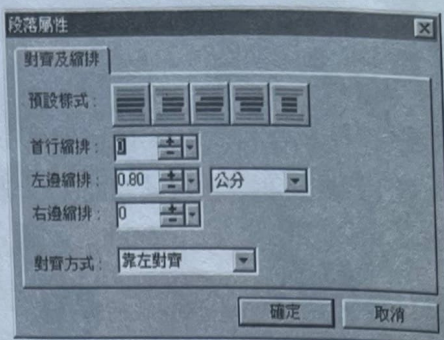 段落屬性
對齊及縮排
預設樣式：
首行縮排： 0
左邊縮排： 0.80 公分
右邊縮排： 0
對齊方式： 靠左對齊
確定 取消